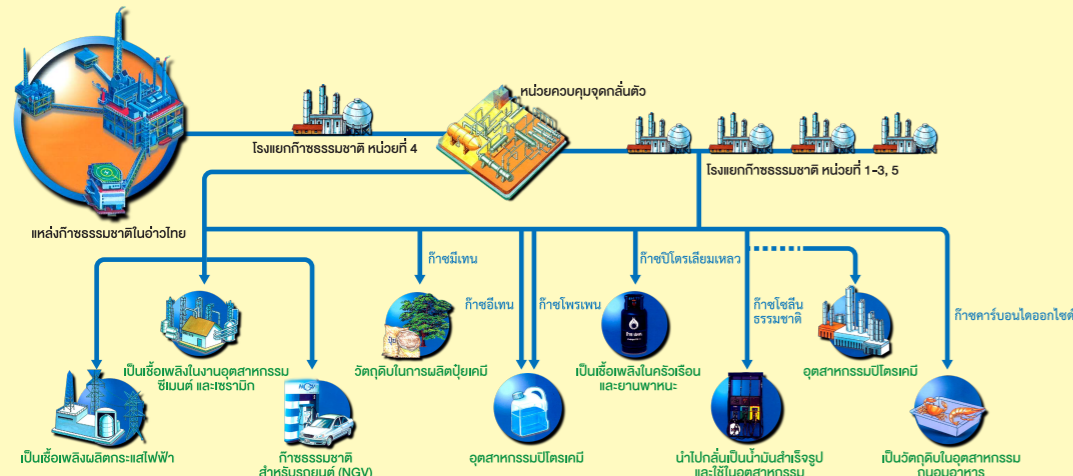 หน่วยควบคุมจุดกลั่นตัว
โรงแยกก๊าซธรรมชาติ หน่วยที่ 4
โรงแยกก๊าซธรรมชาติ หน่วยที่ 1-3, 5
แหล่งก๊าซธรรมชาติในอ่าวไทย
ก๊าซมีเทน
ก๊าซปิโตรเลียมเหลว
ก๊าซอีเทน
ก๊าซโพรเพน
ก๊าซโซลีน
ธรรมชาติ
ก๊าซคาร์บอนไดออกไซด์
เป็นเชื้อเพลิงในงานอุตสาหกรรม
ซีเมนต์ และเซรามิก
วัตถุดิบในการผลิตปุ๋ยเคมี
เป็นเชื้อเพลิงในครัวเรือน
และยานพาหนะ
อุตสาหกรรมปิโตรเคมี
เป็นเชื้อเพลิงผลิตกระแสไฟฟ้า
ก๊าซธรรมชาติ
สำหรับรถยนต์ (NGV)
อุตสาหกรรมปิโตรเคมี
นำไปกลั่นเป็นน้ำมันสำเร็จรูป
และใช้ในอุตสาหกรรม
เป็นวัตถุดิบในอุตสาหกรรม
ถนอมอาหาร